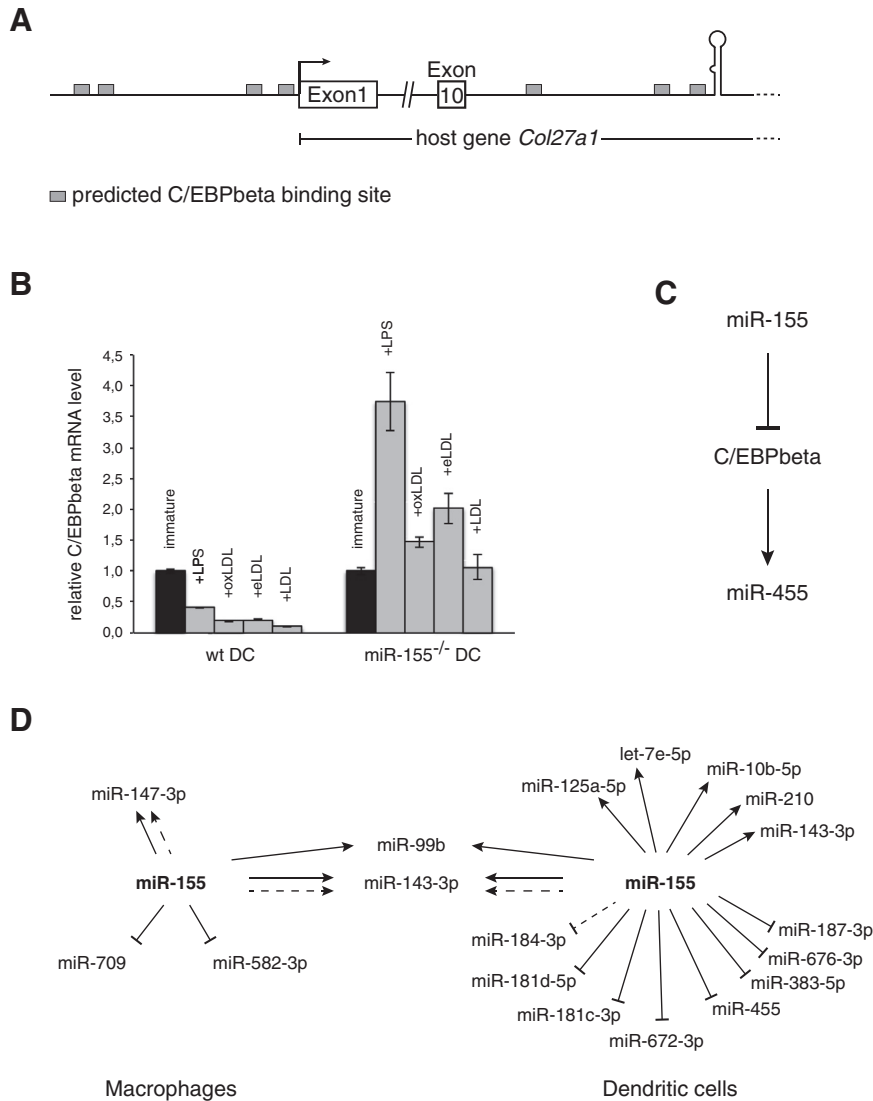 A
Exon1
Exon
10
host gene Col27a1
predicted C/EBPbeta binding site
B
relative C/EBPbeta mRNA level
4,5
4,0
3,5
3,0
2,5
2,0
1,5
1,0
0,5
0,0
immature
+LPS
+oxLDL
+eLDL
+LDL
immature
+LPS
+oxLDL
+eLDL
+LDL
wt DC
miR-155-/- DC
C
miR-155
C/EBPbeta
miR-455
D
miR-147-3p
miR-155
miR-709
miR-582-3p
miR-99b
miR-143-3p
let-7e-5p
miR-125a-5p
miR-10b-5p
miR-210
miR-143-3p
miR-155
miR-184-3p
miR-181d-5p
miR-181c-3p
miR-672-3p
miR-455
miR-383-5p
miR-676-3p
miR-187-3p
Macrophages
Dendritic cells